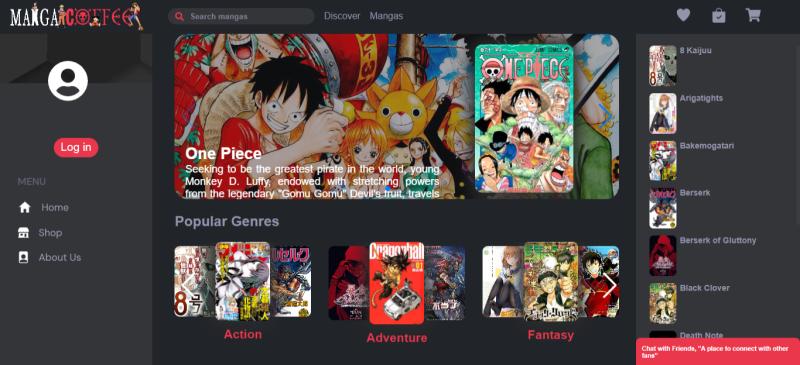 MANGA COFFEE
Search mangas
Discover
Mangas
Log in
MENU
Home
Shop
About Us
ONE PIECE
One Piece
Seeking to be the greatest pirate in the world, young
Monkey D. Luffy, endowed with stretching powers
from the legendary "Gomu Gomu" Devil's fruit, travels
Popular Genres
8号
Action
Dragonball
Adventure
Fantasy
8 Kaijuu
Arigatights
Bakemogatari
Berserk
Berserk of Gluttony
Black Clover
Death Note
Chat with Friends, "A place to connect with other
fans"